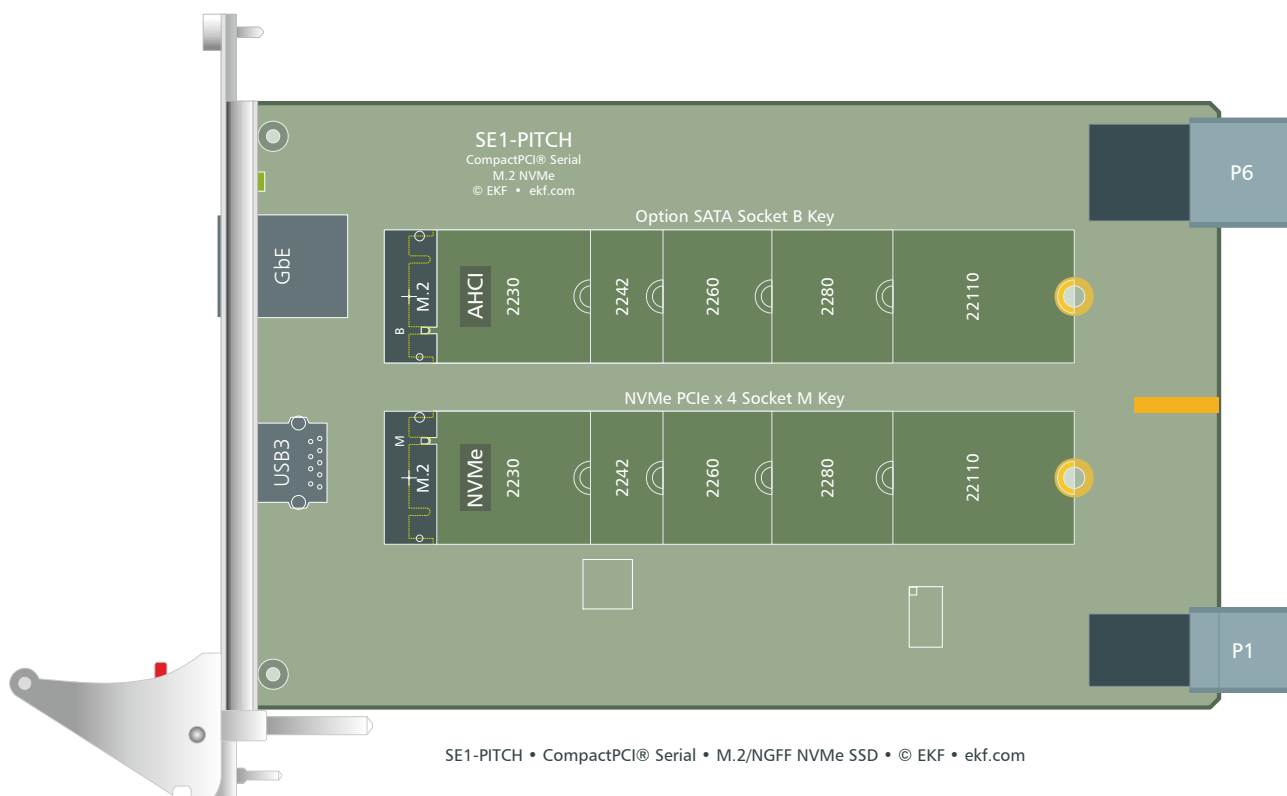 SE1-PITCH
CompactPCI® Serial
M.2 NVMe
© EKF • ekf.com
P6
Option SATA Socket B Key
GbE
B
M.2
AHCI
2230
2242
2260
2280
22110
NVMe PCIe x 4 Socket M Key
USB3
M
M.2
NVMe
2230
2242
2260
2280
22110
P1
SE1-PITCH • CompactPCI® Serial • M.2/NGFF NVMe SSD • © EKF • ekf.com